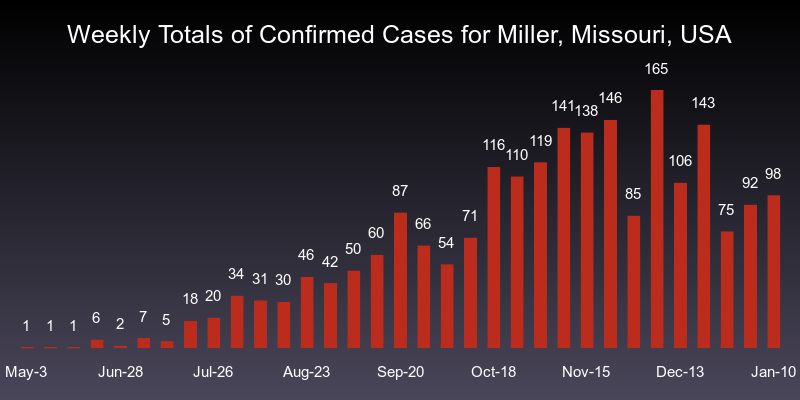 Weekly Totals of Confirmed Cases for Miller, Missouri, USA
1 1 1 6 2 7 5 18 20 34 31 30 46 42 50 60 87 66 54 71 116 110 119 141 138 146 85 165 106 143 75 92 98
May-3 Jun-28 Jul-26 Aug-23 Sep-20 Oct-18 Nov-15 Dec-13 Jan-10